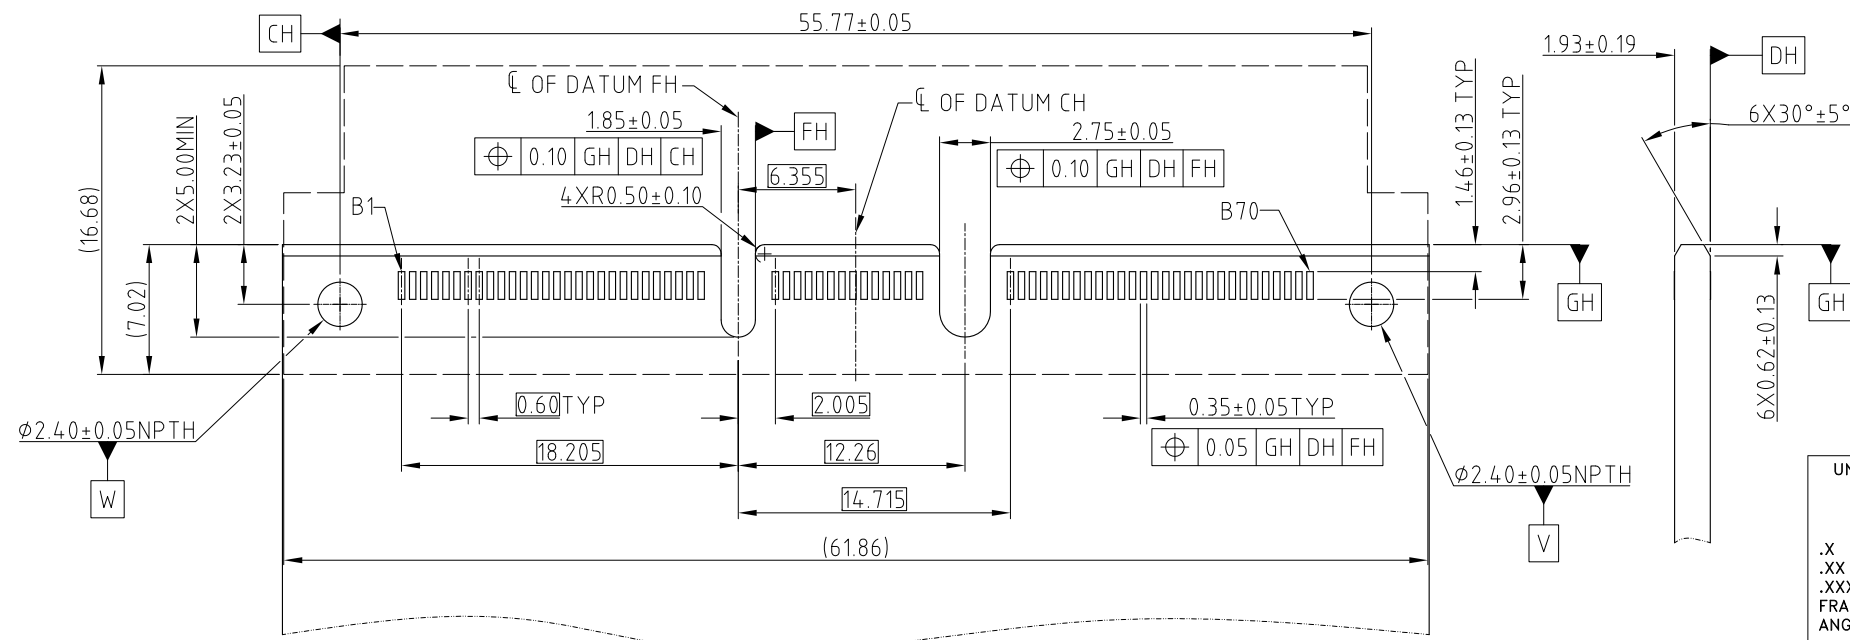 55.77±0.05
CH
1.93±0.19
DH
℄ OF DATUM FH
℄ OF DATUM CH
1.85±0.05
FH
2.75±0.05
6X30°±5°
⌖ 0.10 GH DH CH
⌖ 0.10 GH DH FH
6.355
4XR0.50±0.10
B1
B70
(16.68)
2X5.00MIN
2X3.23±0.05
(7.02)
1.46±0.13 TYP
2.96±0.13 TYP
GH
GH
6X0.62±0.13
0.60 TYP
2.005
0.35±0.05TYP
⌖ 0.05 GH DH FH
⌀2.40±0.05NPTH
W
18.205
12.26
⌀2.40±0.05NPTH
V
14.715
(61.86)
UN
.X
.XX
.XXX
FRA
ANG